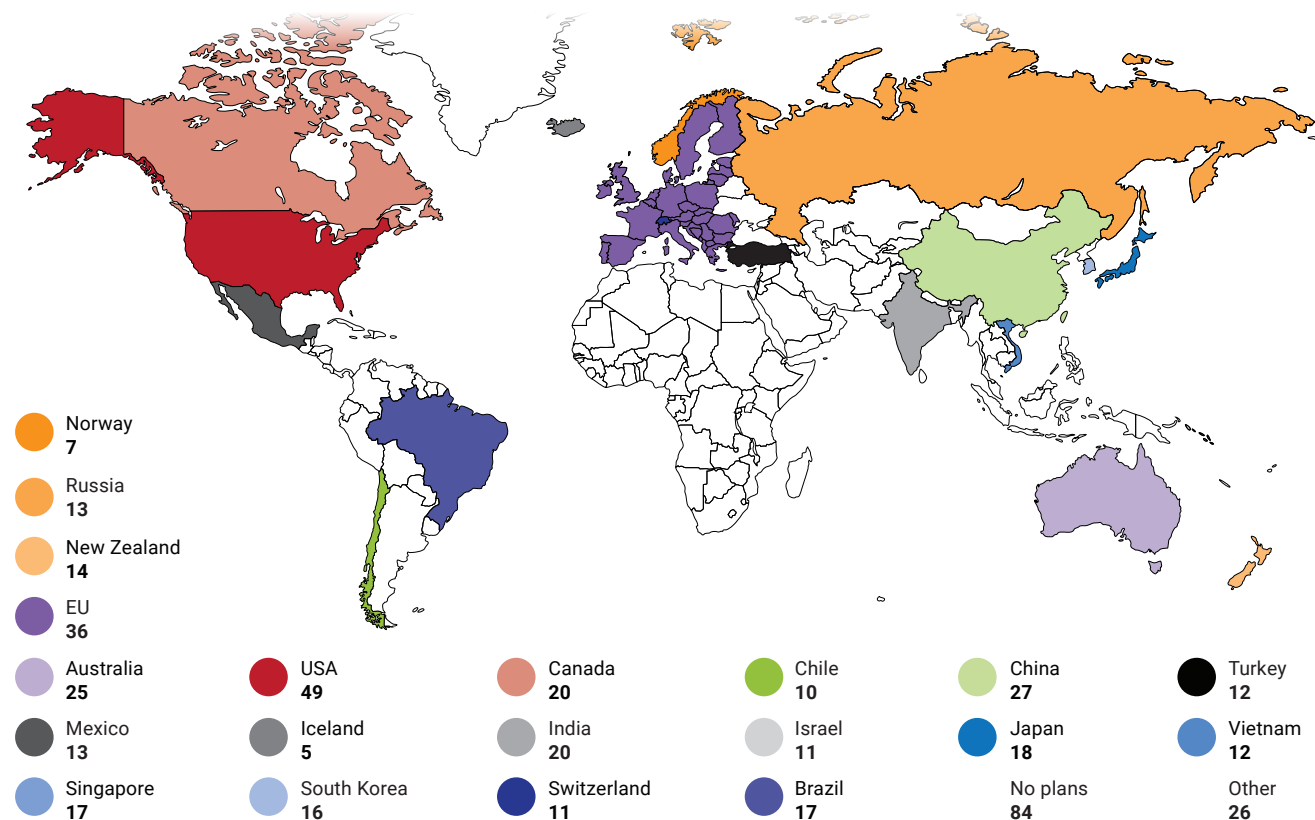 Norway
7
Russia
13
New Zealand
14
EU
36
Australia
25
USA
49
Canada
20
Chile
10
China
27
Turkey
12
Mexico
13
Iceland
5
India
20
Israel
11
Japan
18
Vietnam
12
Singapore
17
South Korea
16
Switzerland
11
Brazil
17
No plans
84
Other
26